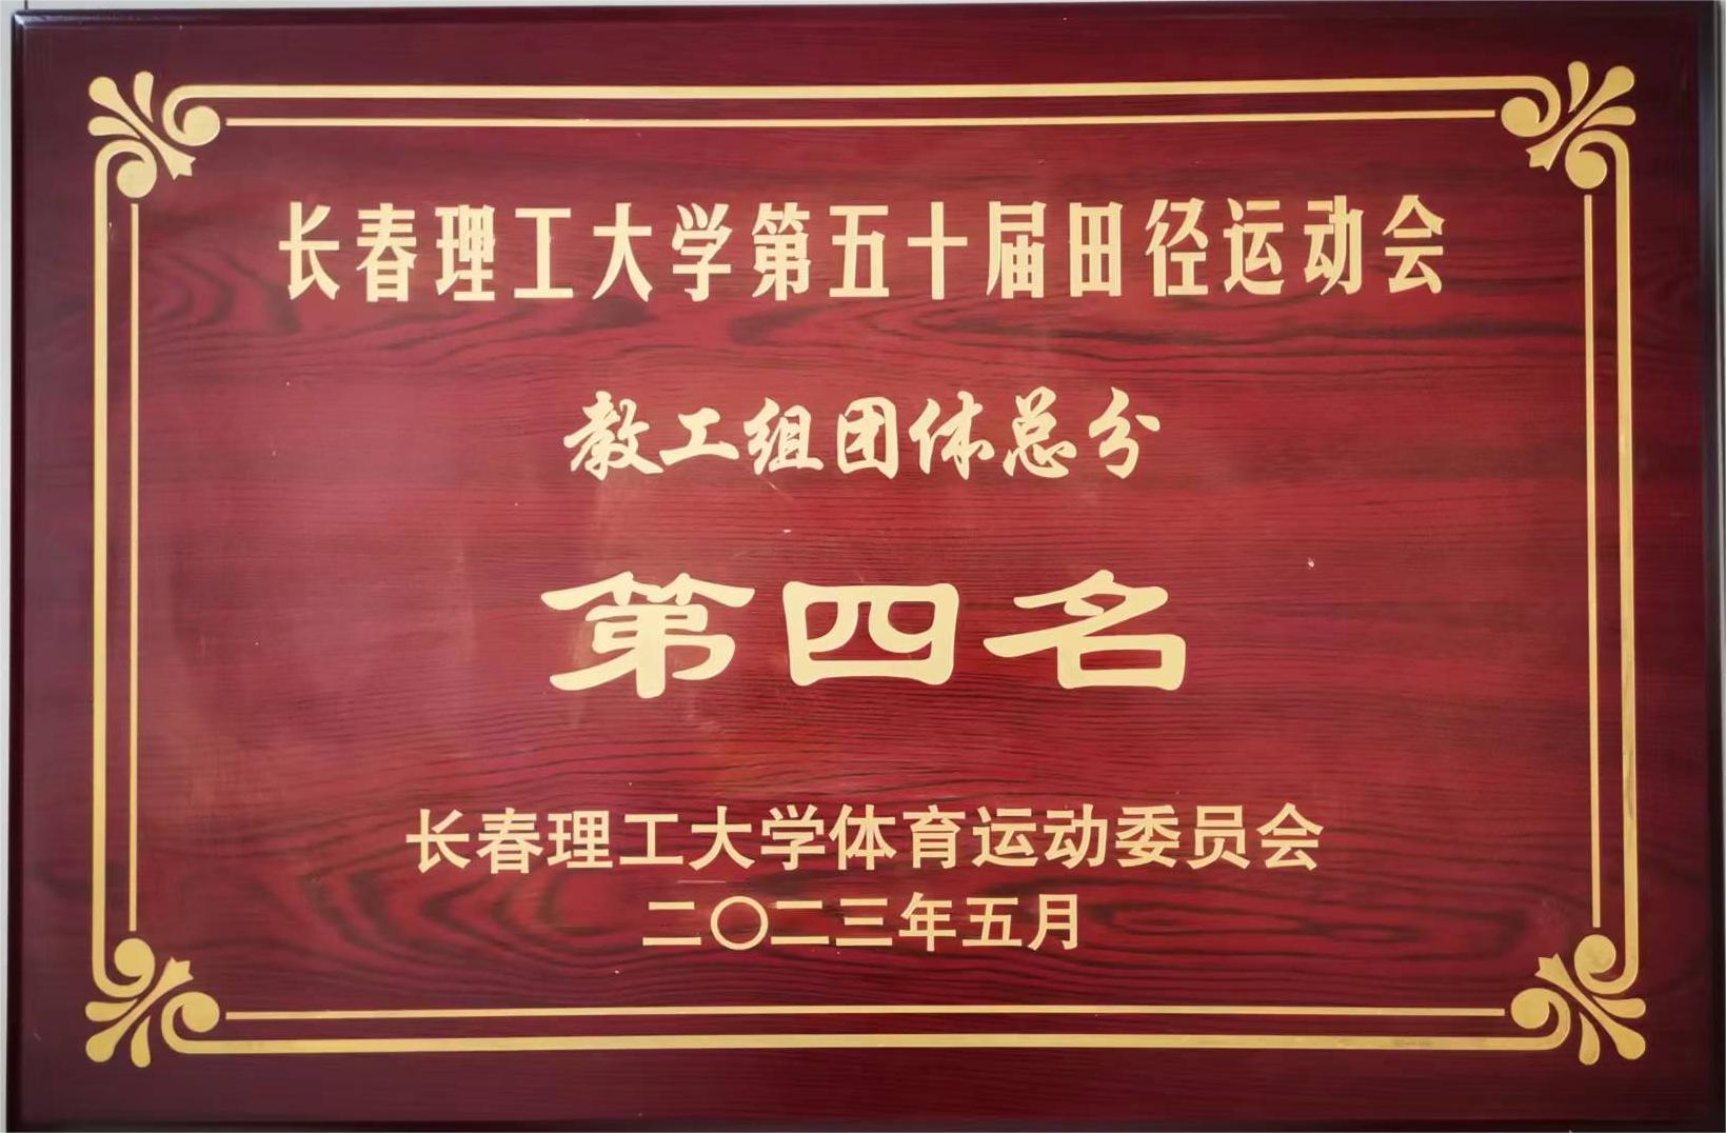 长春理工大学第五十届田径运动会
教工组团体总分
第四名
长春理工大学体育运动委员会
二〇二三年五月